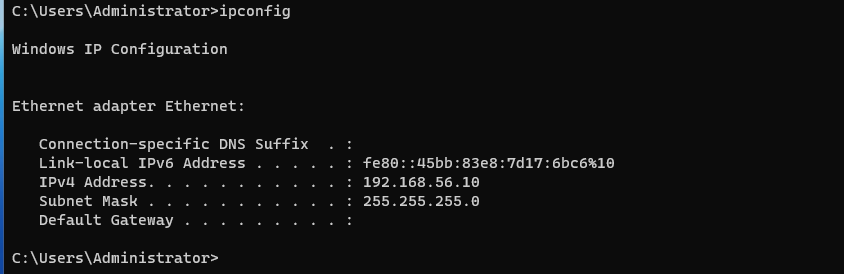 C:\Users\Administrator>ipconfig
Windows IP Configuration
Ethernet adapter Ethernet:
Connection-specific DNS Suffix  . :
Link-local IPv6 Address . . . . . : fe80::45bb:83e8:7d17:6bc6%10
IPv4 Address. . . . . . . . . . . : 192.168.56.10
Subnet Mask . . . . . . . . . . . : 255.255.255.0
Default Gateway . . . . . . . . . :
C:\Users\Administrator>